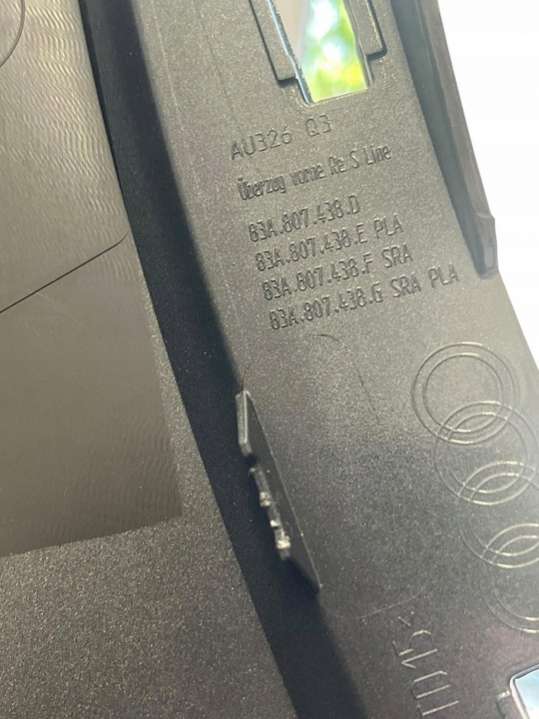 AU326 Q3
Überzug vorne Re S Line
83A.807.438.D
83A.807.438.E PLA
83A.807.438.F SRA
83A.807.438.G SRA PLA